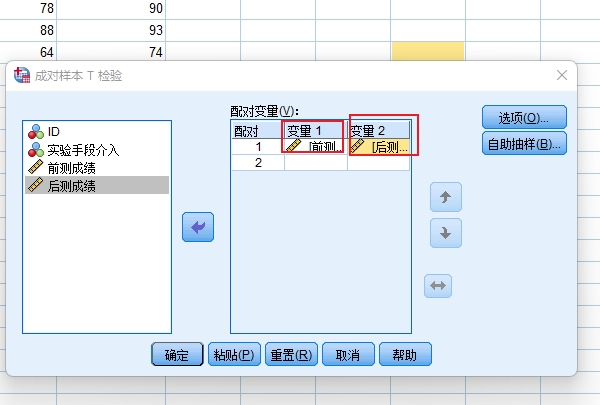 78 90
88 93
64 74
成对样本 T 检验
配对变量(V):
ID
实验手段介入
前测成绩
后测成绩
配对 变量 1 变量 2
1 [前测... [后测...
2
选项(O)...
自助抽样(B)...
确定 粘贴(P) 重置(R) 取消 帮助